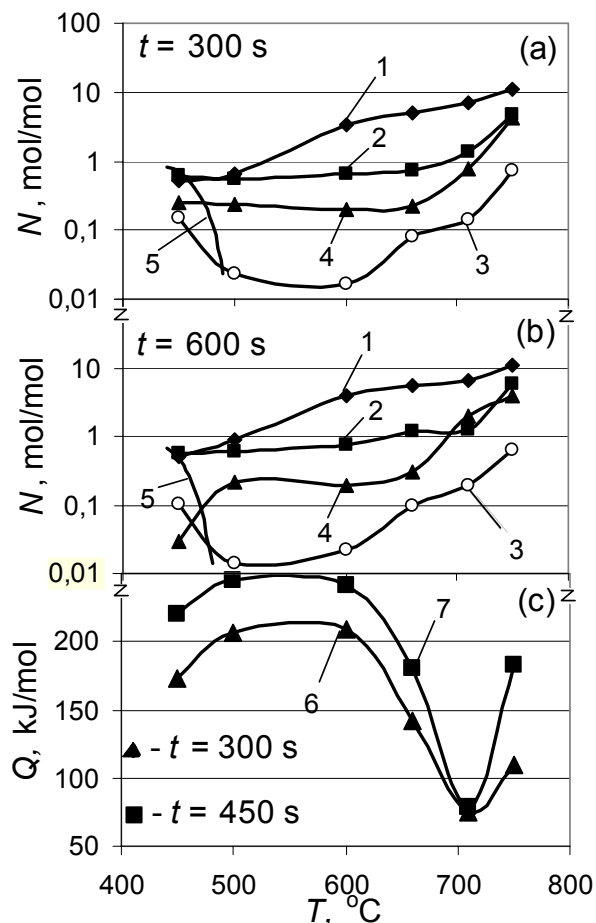 100
t = 300 s
(a)
1
10
2
1
N, mol/mol
0,1
5
4
3
0,01
t = 600 s
(b)
1
10
2
1
N, mol/mol
5
0,1
4
3
0,01
(c)
7
200
Q, kJ/mol
6
150
- t = 300 s
100
- t = 450 s
50
400 500 600 700 800
T, °C